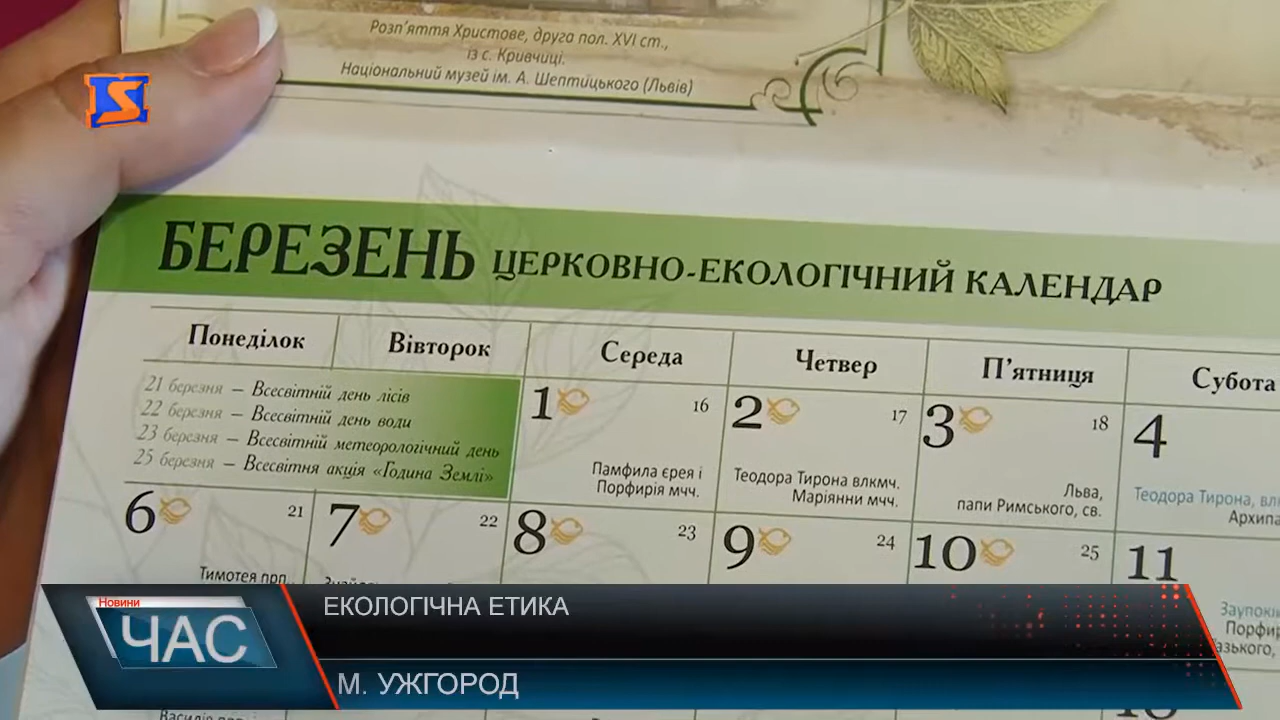 Розп'яття Христове, друга пол. XVI ст.,
із с. Кривчиці.
Національний музей ім. А. Шептицького (Львів)
БЕРЕЗЕНЬ ЦЕРКОВНО-ЕКОЛОГІЧНИЙ КАЛЕНДАР
Понеділок Вівторок Середа Четвер П'ятниця Субота
21 березня – Всесвітній день лісів
22 березня – Всесвітній день води
23 березня – Всесвітній метеорологічний день
25 березня – Всесвітня акція «Година Землі»
1 16
Памфила єрея і
Порфирія мчч.
2 17
Теодора Тирона влкмч.
Маріянни мчч.
3 18
Льва,
папи Римського, св.
4
Теодора Тирона,
Архипа
6 21
Тимотея прп.
7 22
8 23
9 24
10 25
11
Новини
ЧАС
ЕКОЛОГІЧНА ЕТИКА
М. УЖГОРОД